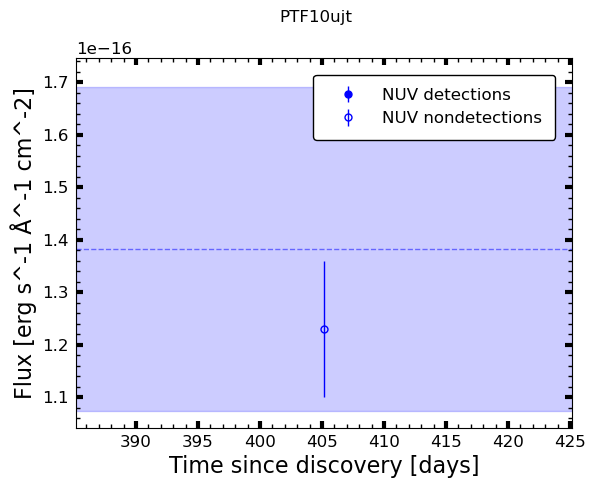 PTF10ujt
1e−16
NUV detections
NUV nondetections
1.7
1.6
1.5
1.4
1.3
1.2
1.1
Flux [erg s^-1 Å^-1 cm^-2]
390 395 400 405 410 415 420 425
Time since discovery [days]